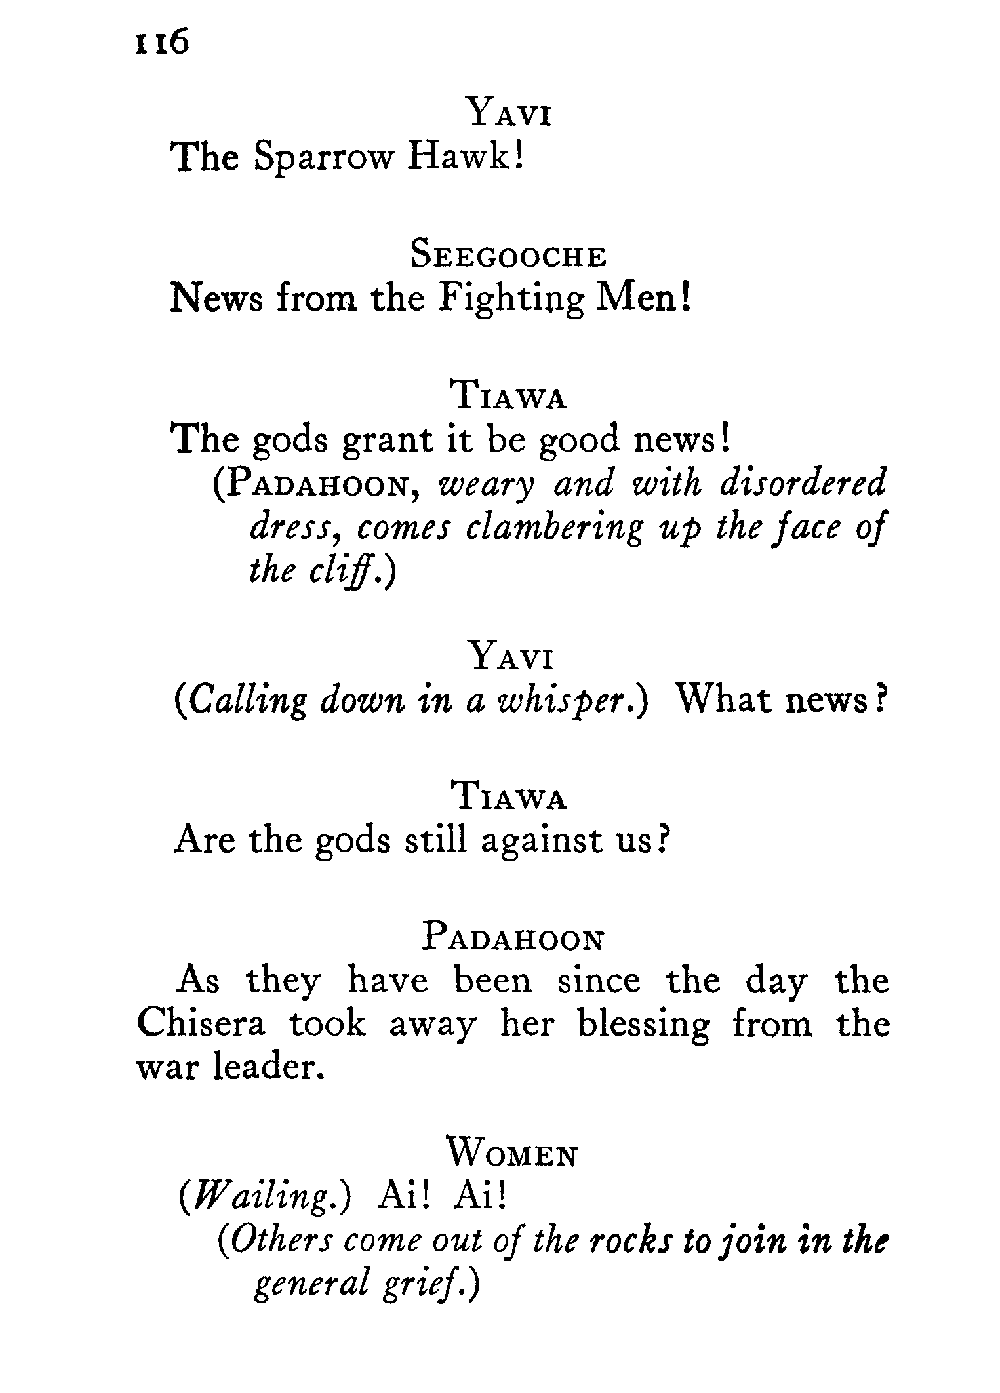 116
YAVI
The Sparrow Hawk!
SEEGOOCHE
News from the Fighting Men!
TIAWA
The gods grant it be good news!
(PADAHOON, weary and with disordered
dress, comes clambering up the face of
the cliff.)
YAVI
(Calling down in a whisper.) What news?
TIAWA
Are the gods still against us?
PADAHOON
As they have been since the day the
Chisera took away her blessing from the
war leader.
WOMEN
(Wailing.) Ai! Ai!
(Others come out of the rocks to join in the
general grief.)